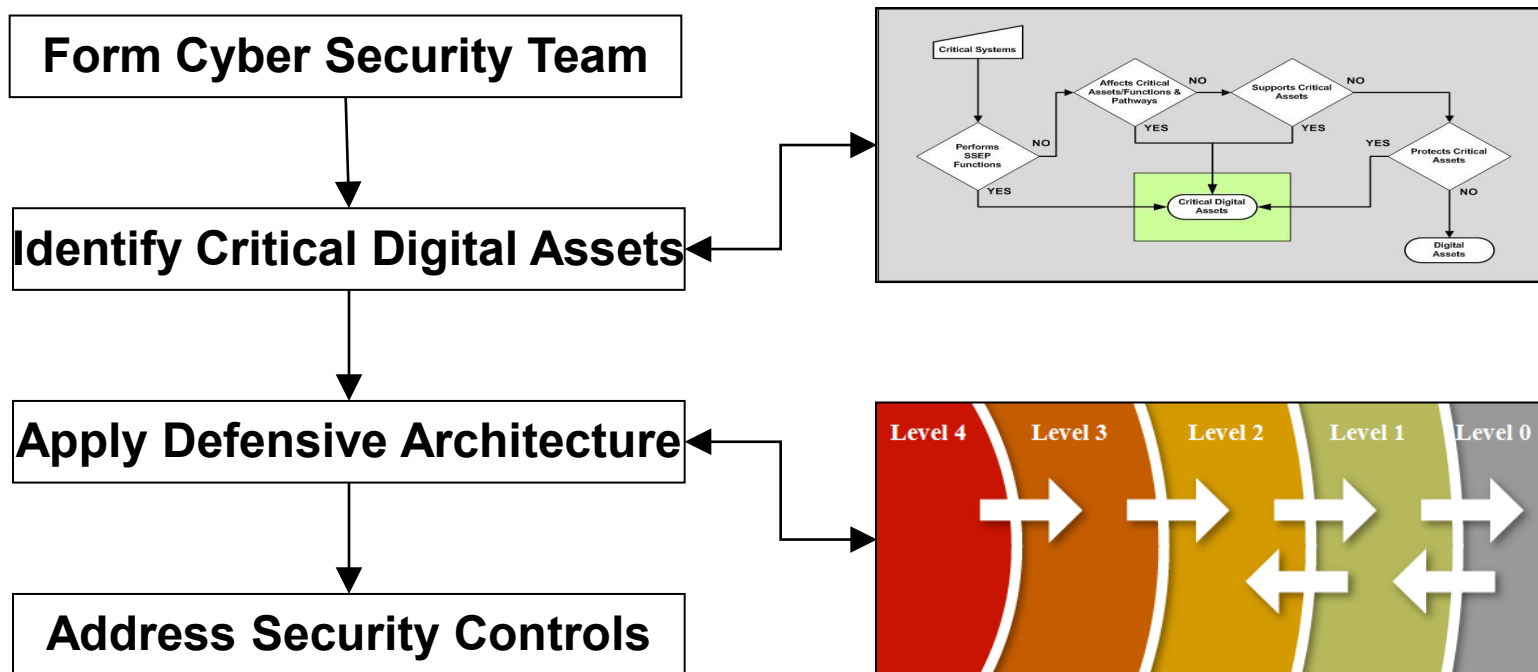 Form Cyber Security Team
Identify Critical Digital Assets
Apply Defensive Architecture
Address Security Controls
Critical Systems
Performs
SSEP
Functions
NO
YES
Affects Critical
Assets/Functions &
Pathways
NO
YES
Supports Critical
Assets
NO
YES
Protects Critical
Assets
YES
NO
Critical Digital
Assets
Digital
Assets
Level 4
Level 3
Level 2
Level 1
Level 0